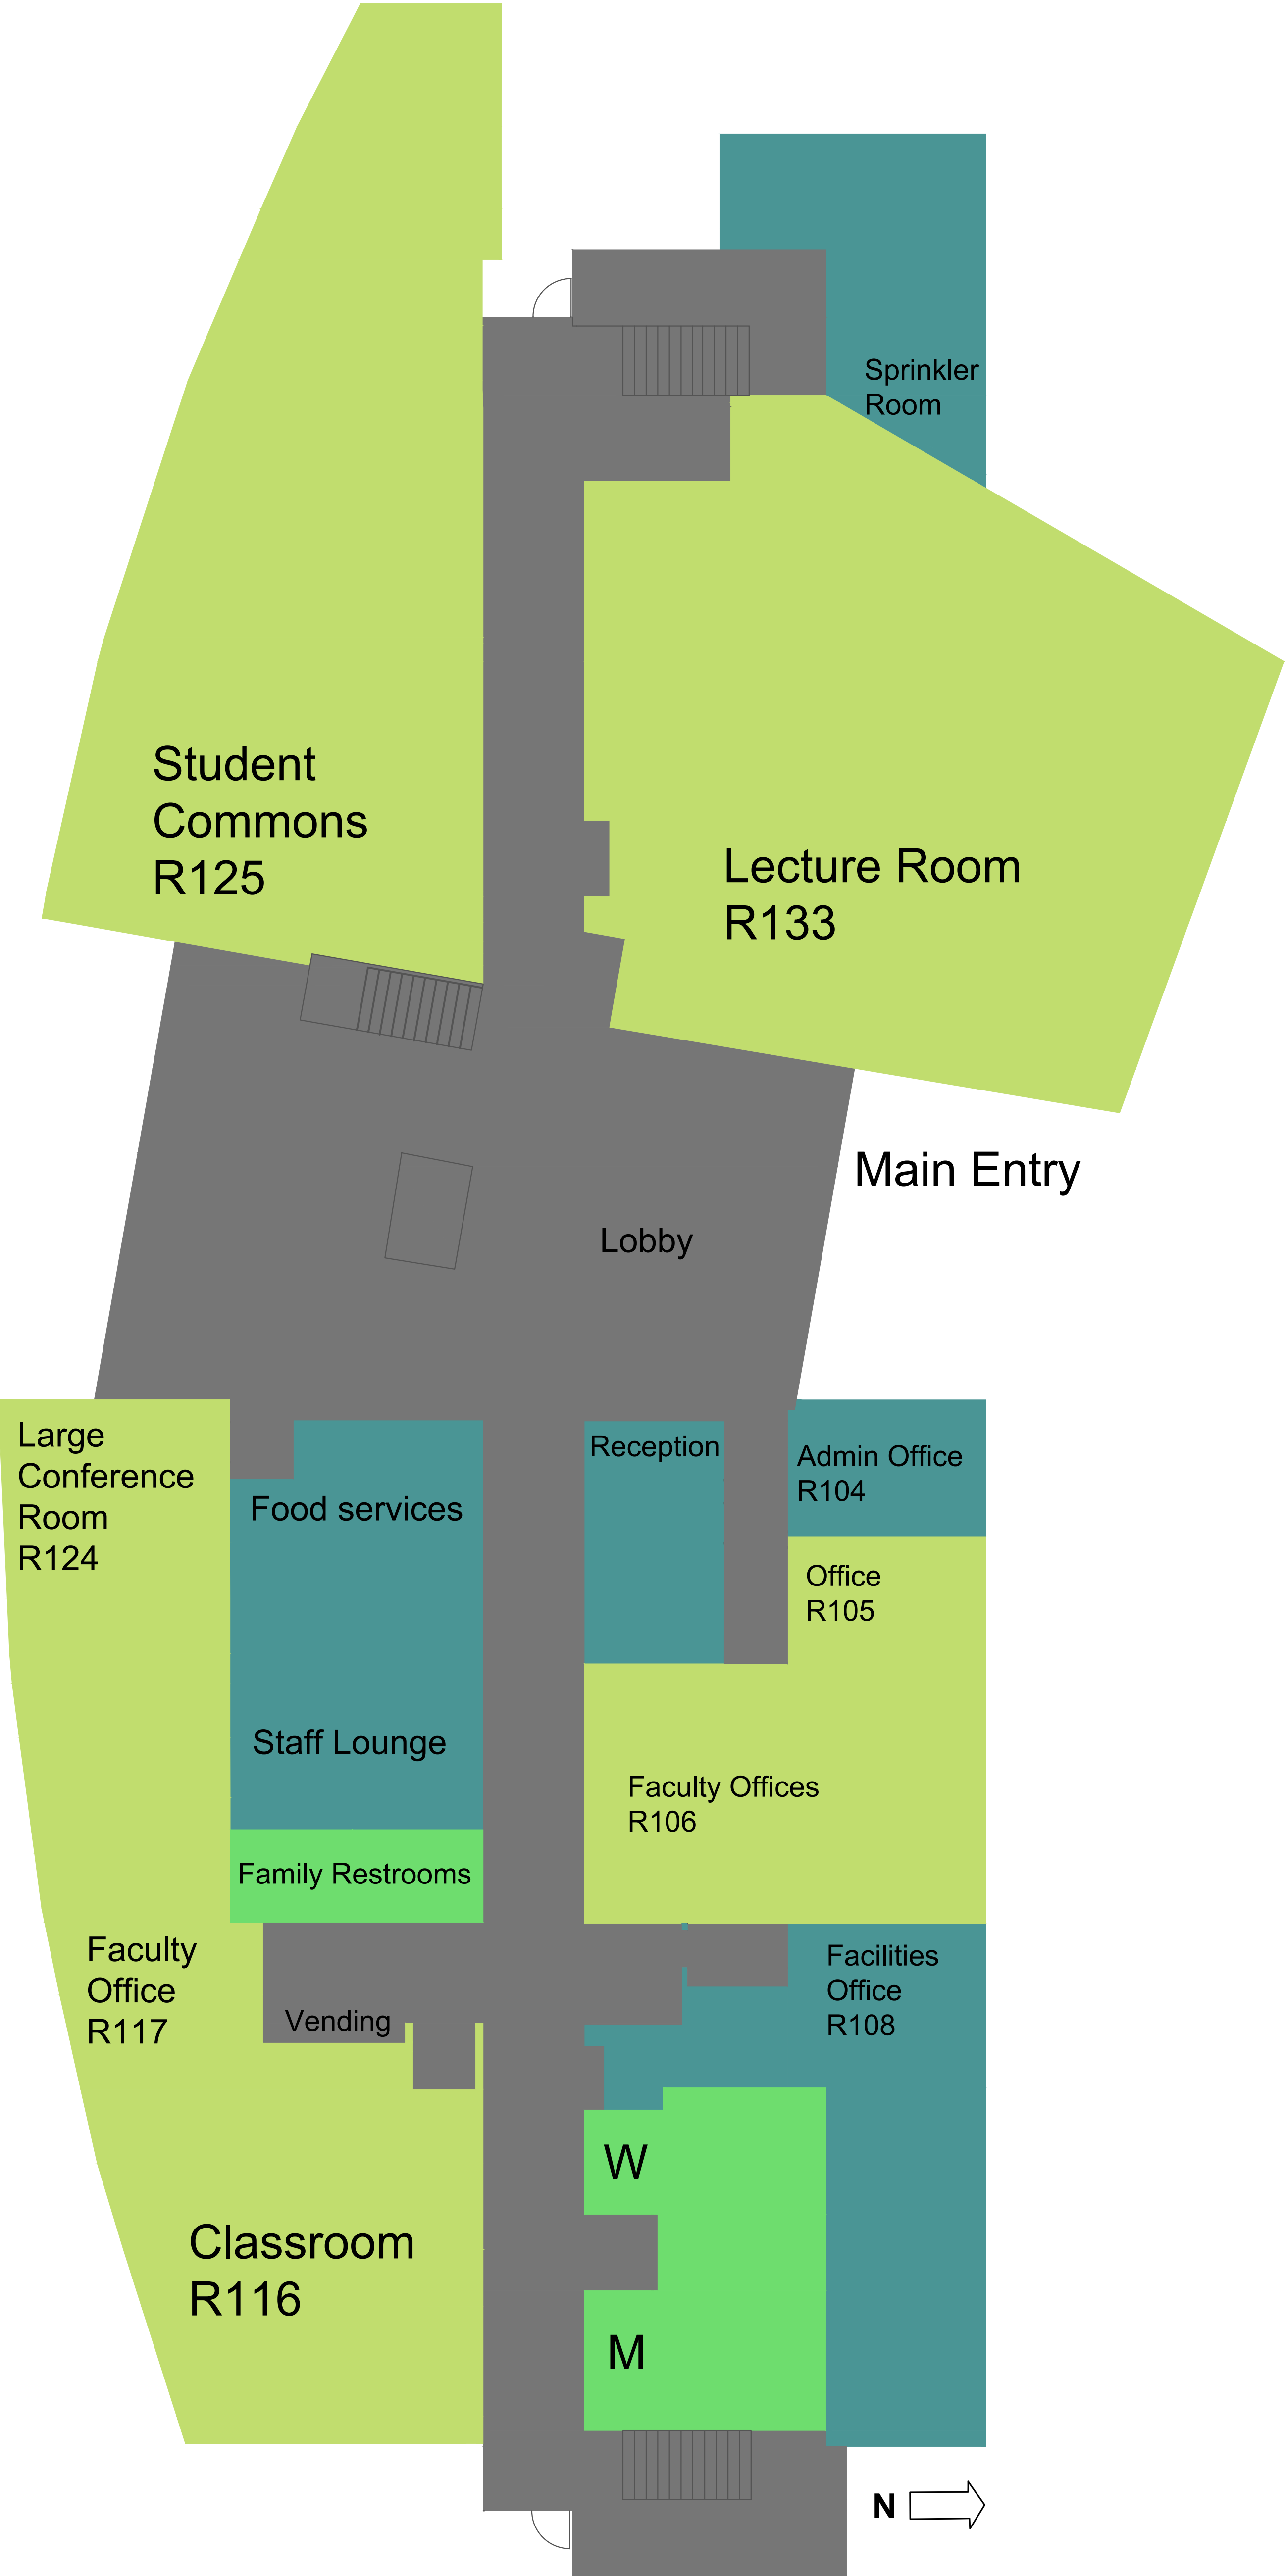 Sprinkler
Room
Student
Commons
R125
Lecture Room
R133
Main Entry
Lobby
Large
Conference
Room
R124
Food services
Reception
Admin Office
R104
Office
R105
Staff Lounge
Faculty Offices
R106
Family Restrooms
Faculty
Office
R117
Vending
Facilities
Office
R108
W
Classroom
R116
M
N